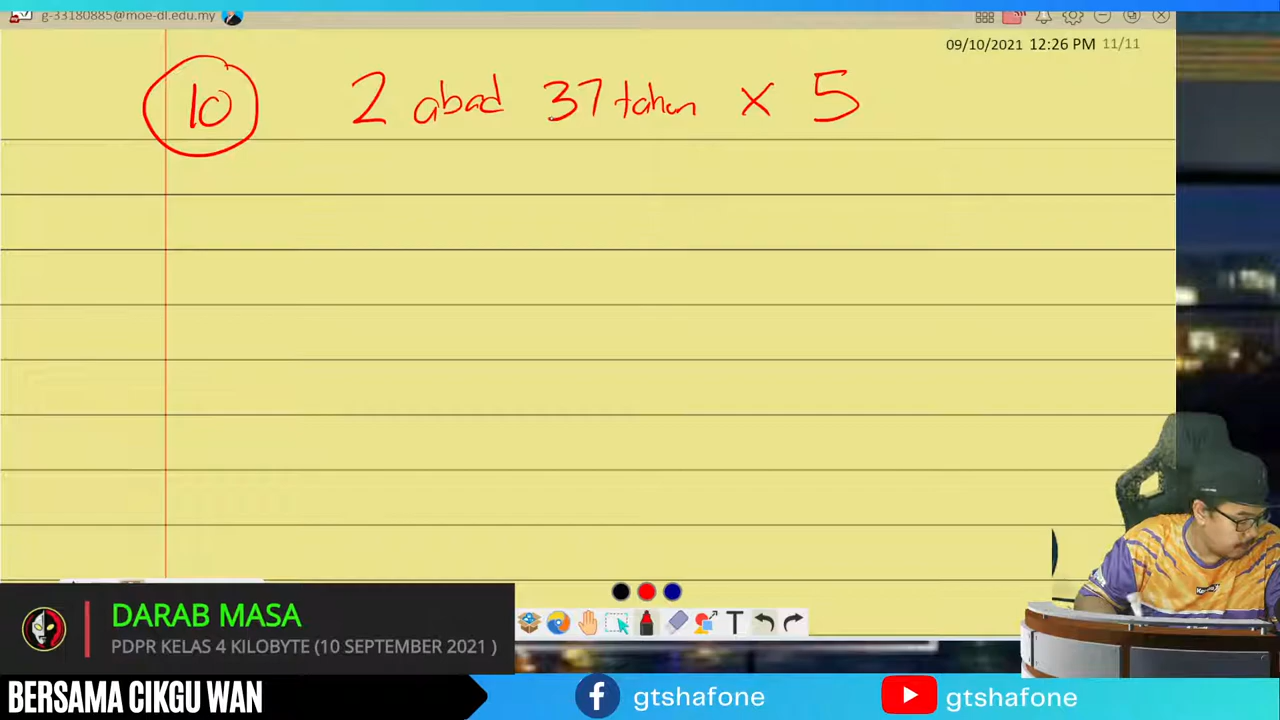 g-33180885@moe-dl.edu.my
09/10/2021 12:26 PM 11/11
10 2 abad 37 tahun x 5
T
DARAB MASA
PDPR KELAS 4 KILOBYTE (10 SEPTEMBER 2021 )
BERSAMA CIKGU WAN gtshafone gtshafone